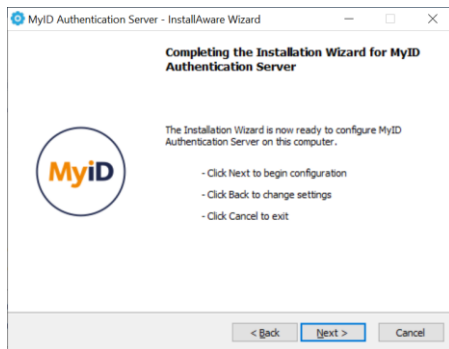 MyID Authentication Server - InstallAware Wizard
Completing the Installation Wizard for MyID
Authentication Server
The Installation Wizard is now ready to configure MyID
Authentication Server on this computer.
- Click Next to begin configuration
- Click Back to change settings
- Click Cancel to exit
MyiD
< Back
Next >
Cancel